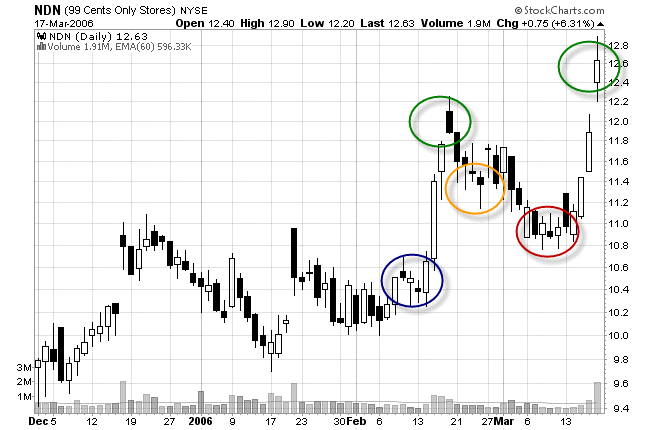 NDN (99 Cents Only Stores) NYSE © StockCharts.com
17-Mar-2006 Open 12.40 High 12.90 Low 12.20 Last 12.63 Volume 1.9M Chg +0.75 (+6.31%)
NDN (Daily) 12.63
Volume 1.91M, EMA(60) 596.33K
12.8
12.6
12.4
12.2
12.0
11.8
11.6
11.4
11.2
11.0
10.8
10.6
10.4
10.2
10.0
9.8
3M
9.6
2M
1M
9.4
Dec 5 12 19 27 2006 9 17 23 30 Feb 6 13 21 27 Mar 6 13